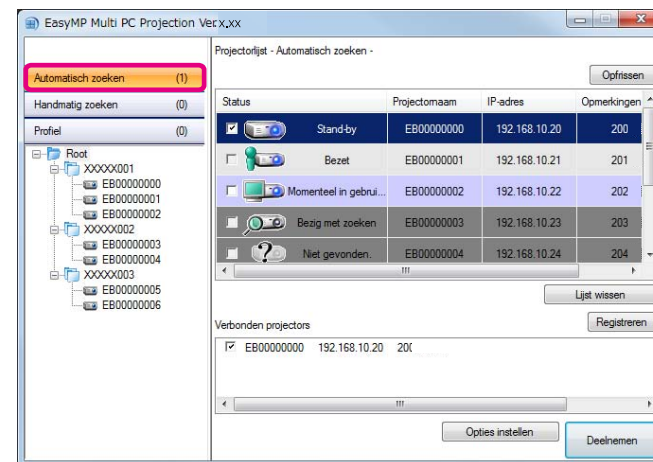 EasyMP Multi PC Projection Ver.x.xx
Projectorlijst - Automatisch zoeken -
Automatisch zoeken (1)
Handmatig zoeken (0)
Profiel (0)
Root
XXXXX001
EB00000000
EB00000001
EB00000002
XXXXX002
EB00000003
EB00000004
XXXXX003
EB00000005
EB00000006
Opfrissen
Status Projectornaam IP-adres Opmerkingen
Stand-by EB00000000 192.168.10.20 200
Bezet EB00000001 192.168.10.21 201
Momenteel in gebrui... EB00000002 192.168.10.22 202
Bezig met zoeken EB00000003 192.168.10.23 203
Niet gevonden. EB00000004 192.168.10.24 204
Lijst wissen
Verbonden projectors Registreren
EB00000000 192.168.10.20 200
Opties instellen Deelnemen